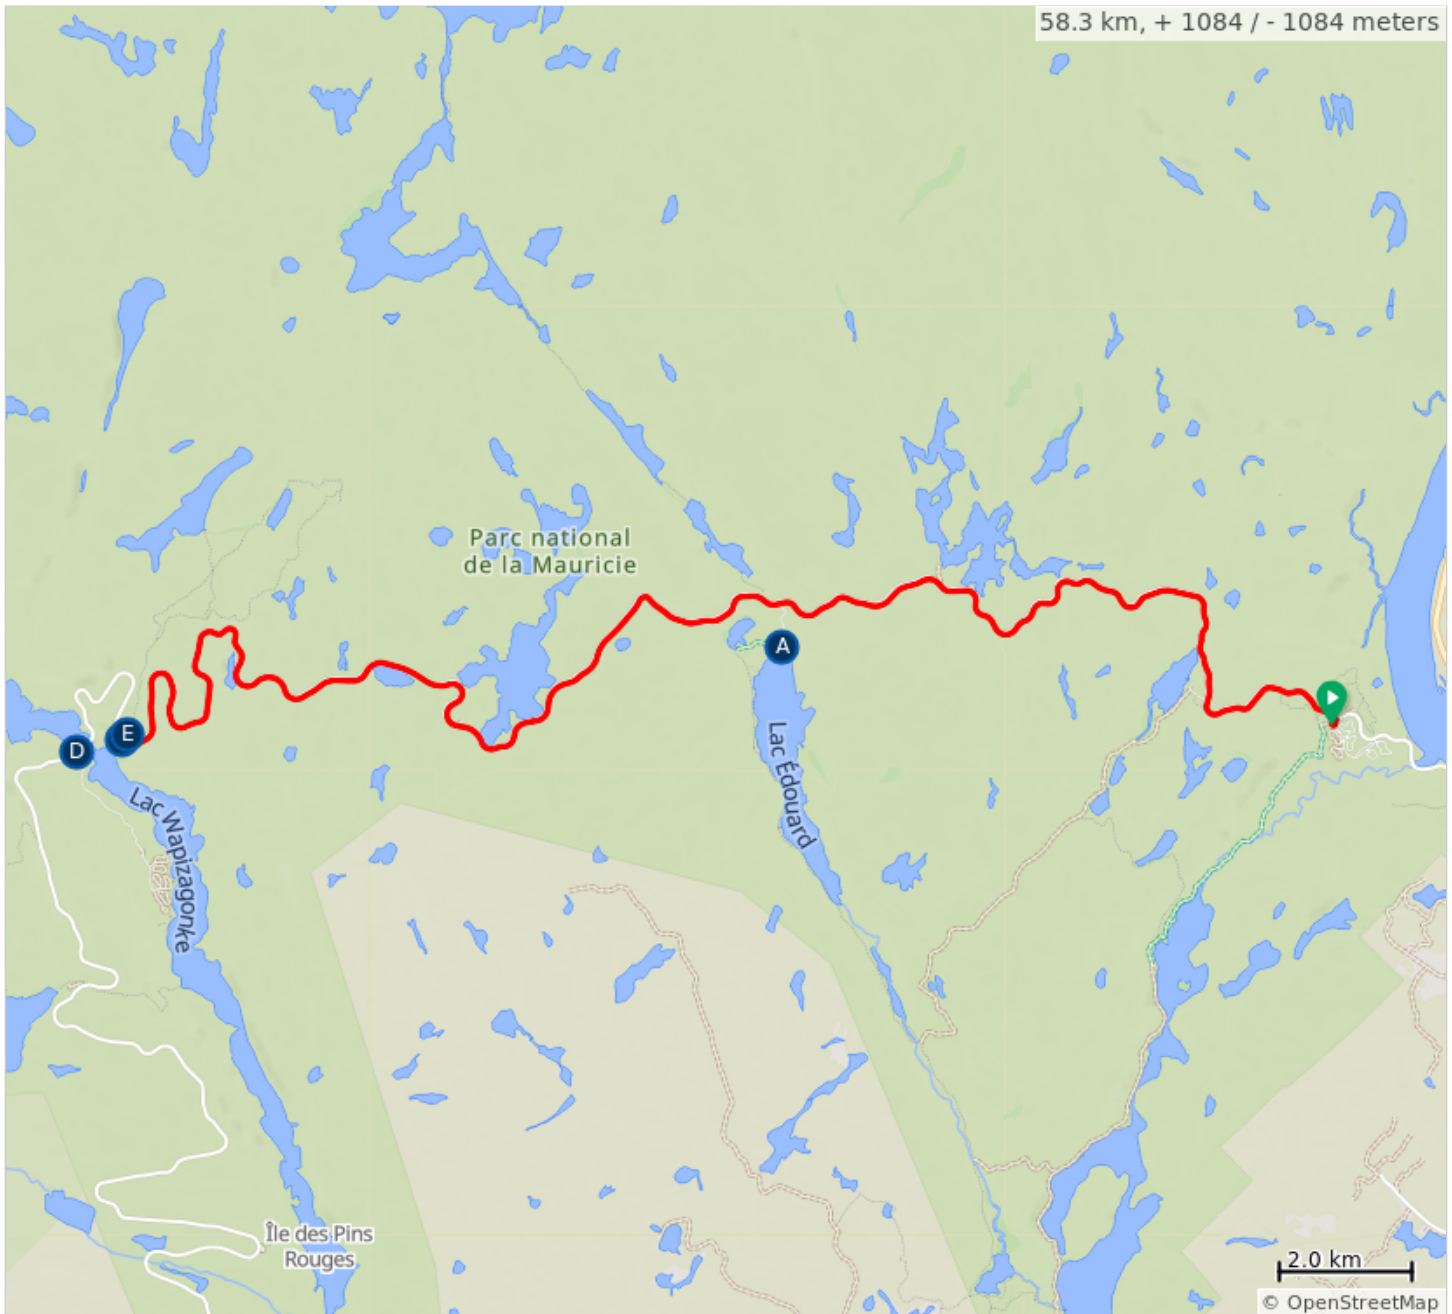 58.3 km, + 1084 / - 1084 meters
Parc national
de la Mauricie
A
E
D
Lac Édouard
Lac Wapizagonke
Île des Pins
Rouges
2.0 km
© OpenStreetMap